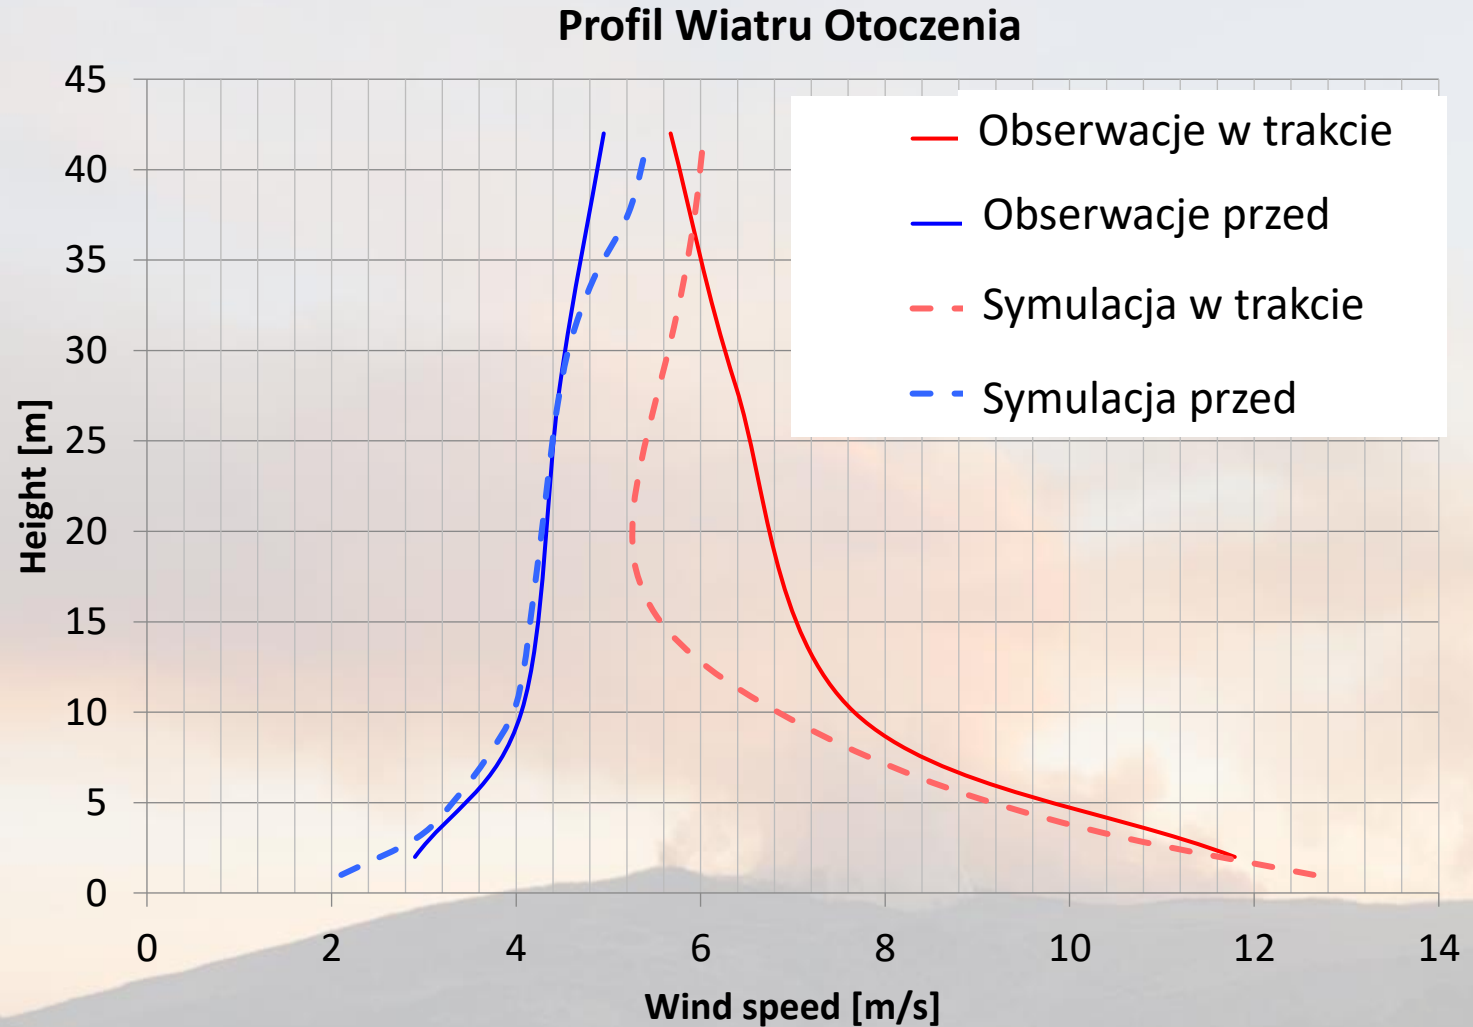 Profil Wiatru Otoczenia
45
40
35
30
25
20
15
10
5
0
Height [m]
Obserwacje w trakcie
Obserwacje przed
Symulacja w trakcie
Symulacja przed
0 2 4 6 8 10 12 14
Wind speed [m/s]